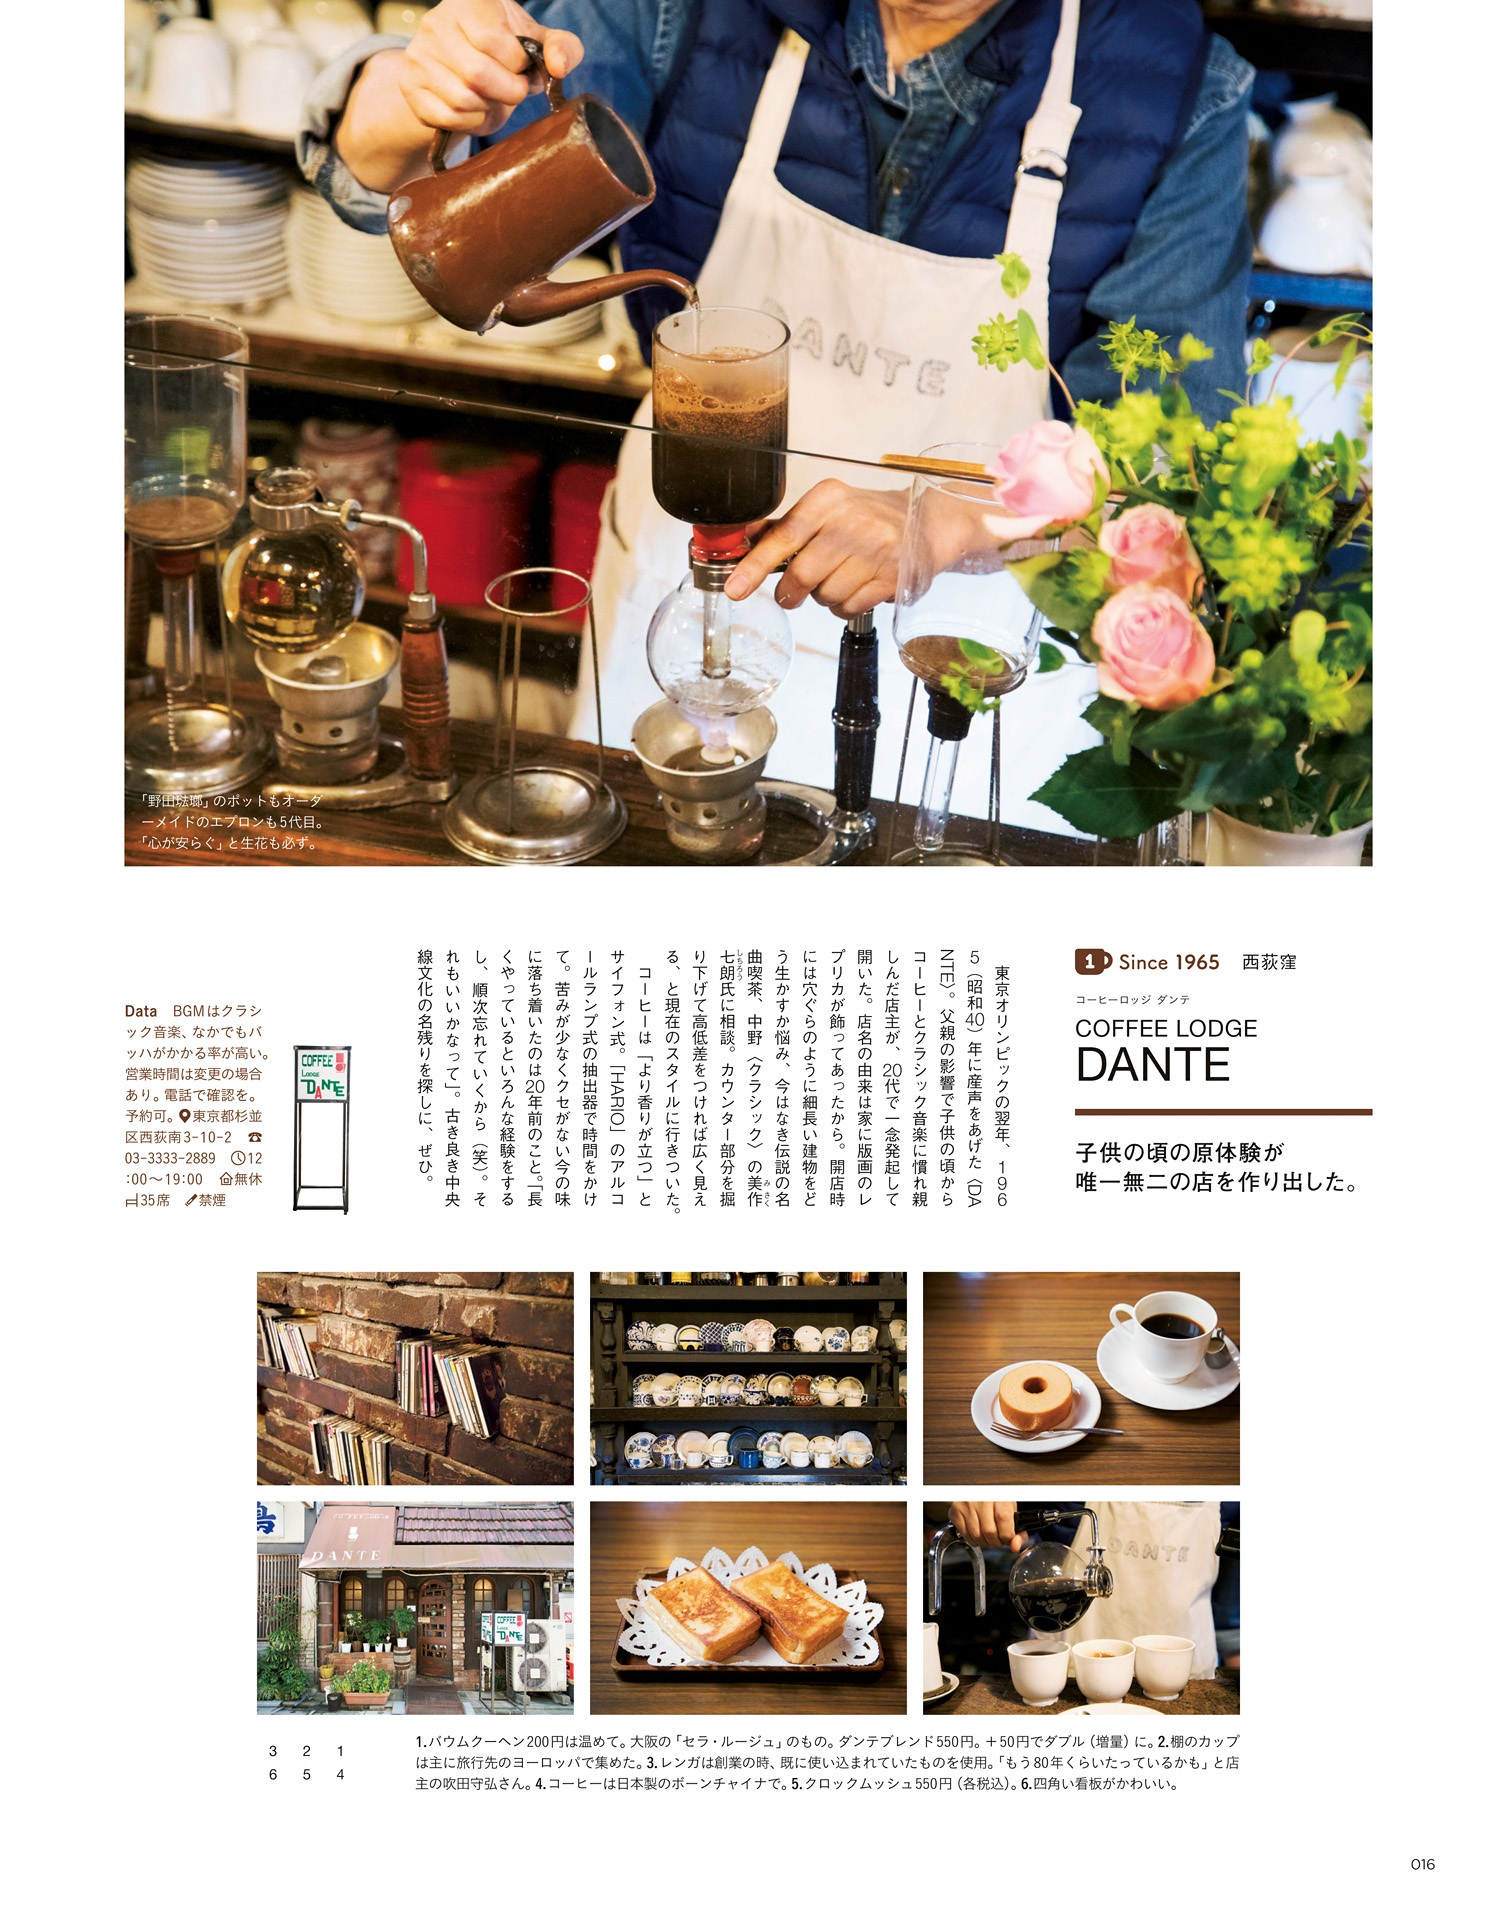 DANTE
「野田琺瑯」のポットもオーダ
ーメイドのエプロンも5代目。
「心が安らぐ」と生花も必ず。
1 Since 1965 西荻窪
コーヒーロッジ ダンテ
COFFEE LODGE
DANTE
子供の頃の原体験が
唯一無二の店を作り出した。
東京オリンピックの翌年、196
5（昭和40）年に産声をあげた〈DA
NTE〉。父親の影響で子供の頃から
コーヒーとクラシック音楽に慣れ親
しんだ店主が、20代で一念発起して
開いた。店名の由来は家に版画のレ
プリカが飾ってあったから。開店時
には穴ぐらのように細長い建物をど
う生かすか悩み、今はなき伝説の名
曲喫茶、中野〈クラシック〉の美作
みさく
七朗氏に相談。カウンター部分を掘
しちろう
り下げて高低差をつければ広く見え
る、と現在のスタイルに行きついた。
コーヒーは「より香りが立つ」と
サイフォン式。「HARIO」のアルコ
ールランプ式の抽出器で時間をかけ
て。苦みが少なくクセがない今の味
に落ち着いたのは20年前のこと。「長
くやっているといろんな経験をする
し、順次忘れていくから（笑）。そ
れもいいかなって」。古き良き中央
線文化の名残りを探しに、ぜひ。
COFFEE
LODGE
DANTE
Data BGMはクラシ
ック音楽、なかでもバ
ッハがかかる率が高い。
営業時間は変更の場合
あり。電話で確認を。
予約可。東京都杉並
区西荻南3-10-2 ☎
03-3333-2889 12
:00〜19:00 無休
35席 禁煙
DANTE
COFFEE
LODGE
DANTE
DANTE
3 2 1
6 5 4
1.バウムクーヘン200円は温めて。大阪の「セラ・ルージュ」のもの。ダンテブレンド550円。＋50円でダブル（増量）に。2.棚のカップ
は主に旅行先のヨーロッパで集めた。3.レンガは創業の時、既に使い込まれていたものを使用。「もう80年くらいたっているかも」と店
主の吹田守弘さん。4.コーヒーは日本製のボーンチャイナで。5.クロックムッシュ550円（各税込）。6.四角い看板がかわいい。
016